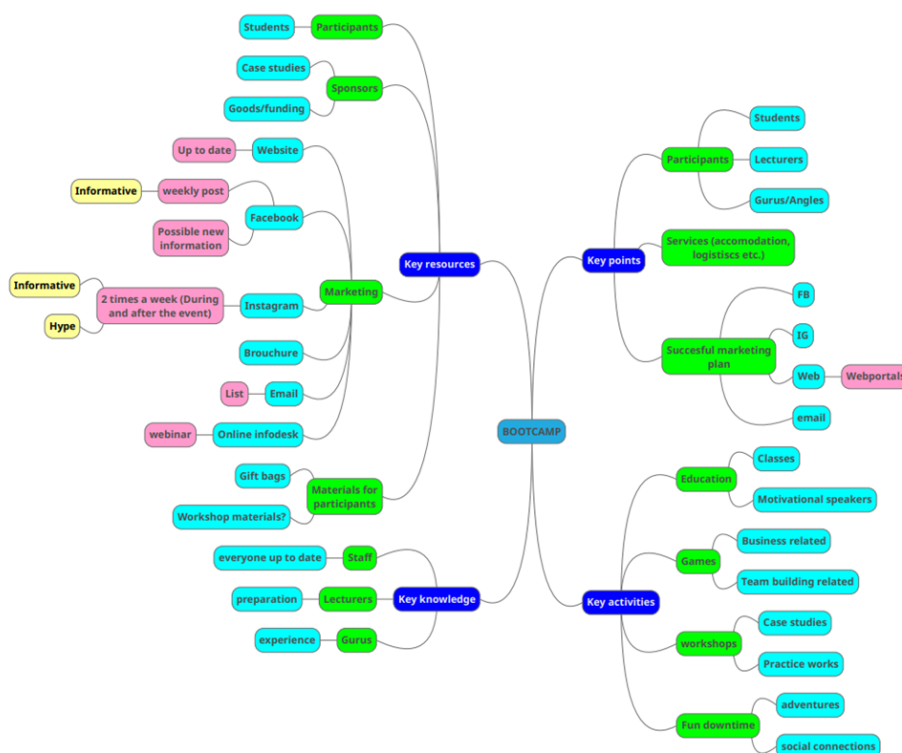 Students
Participants
Case studies
Sponsors
Goods/funding
Up to date
Website
Informative
weekly post
Facebook
Possible new
information
Key resources
Informative
2 times a week (During
and after the event)
Hype
Instagram
Marketing
Brouchure
List
Email
webinar
Online infodesk
Gift bags
Materials for
participants
Workshop materials?
everyone up to date
Staff
preparation
Lecturers
Key knowledge
experience
Gurus
BOOTCAMP
Key points
Participants
Students
Lecturers
Gurus/Angles
Services (accomodation,
logistiscs etc.)
Succesful marketing
plan
FB
IG
Web
Webportals
email
Key activities
Education
Classes
Motivational speakers
Games
Business related
Team building related
workshops
Case studies
Practice works
Fun downtime
adventures
social connections